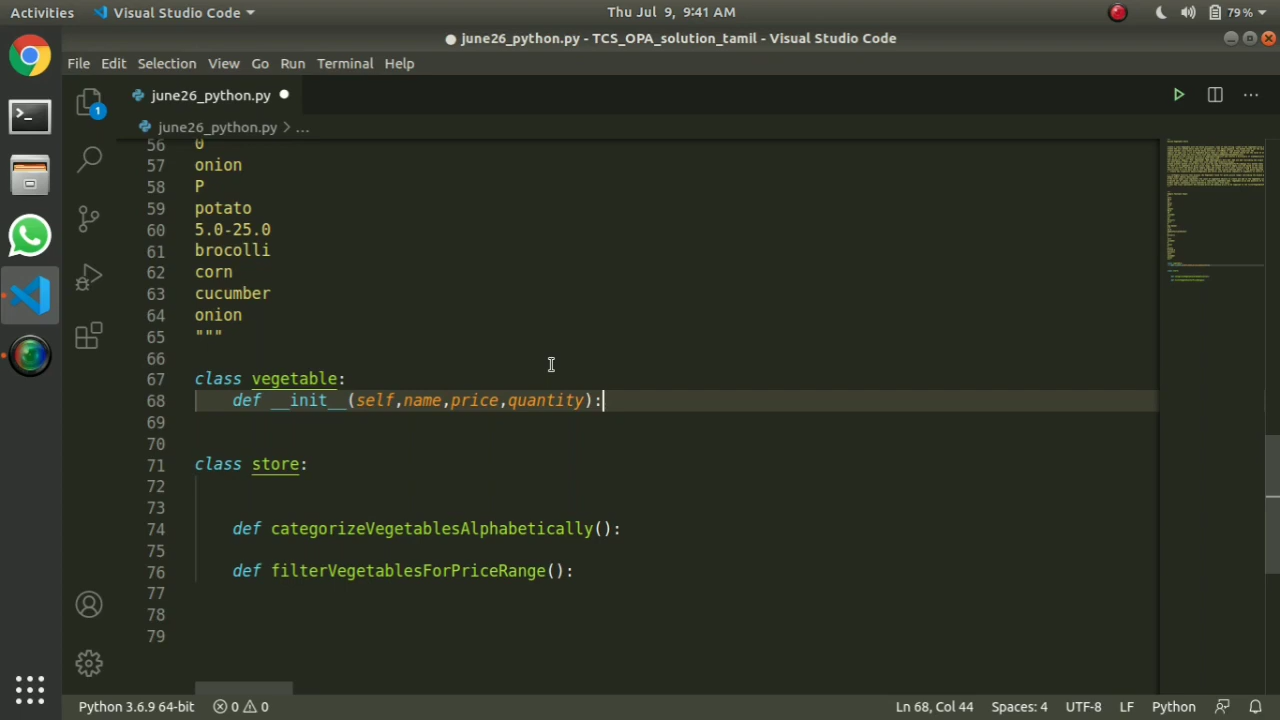 Activities Visual Studio Code Thu Jul 9, 9:41 AM 79%
june26_python.py - TCS_OPA_solution_tamil - Visual Studio Code
File Edit Selection View Go Run Terminal Help
june26_python.py
1
june26_python.py > ...
56 0
57 onion
58 P
59 potato
60 5.0-25.0
61 brocolli
62 corn
63 cucumber
64 onion
65 """
66
67 class vegetable:
68 def __init__(self,name,price,quantity):
69
70
71 class store:
72
73
74 def categorizeVegetablesAlphabetically():
75
76 def filterVegetablesForPriceRange():
77
78
79
Python 3.6.9 64-bit 0 0 Ln 68, Col 44 Spaces: 4 UTF-8 LF Python